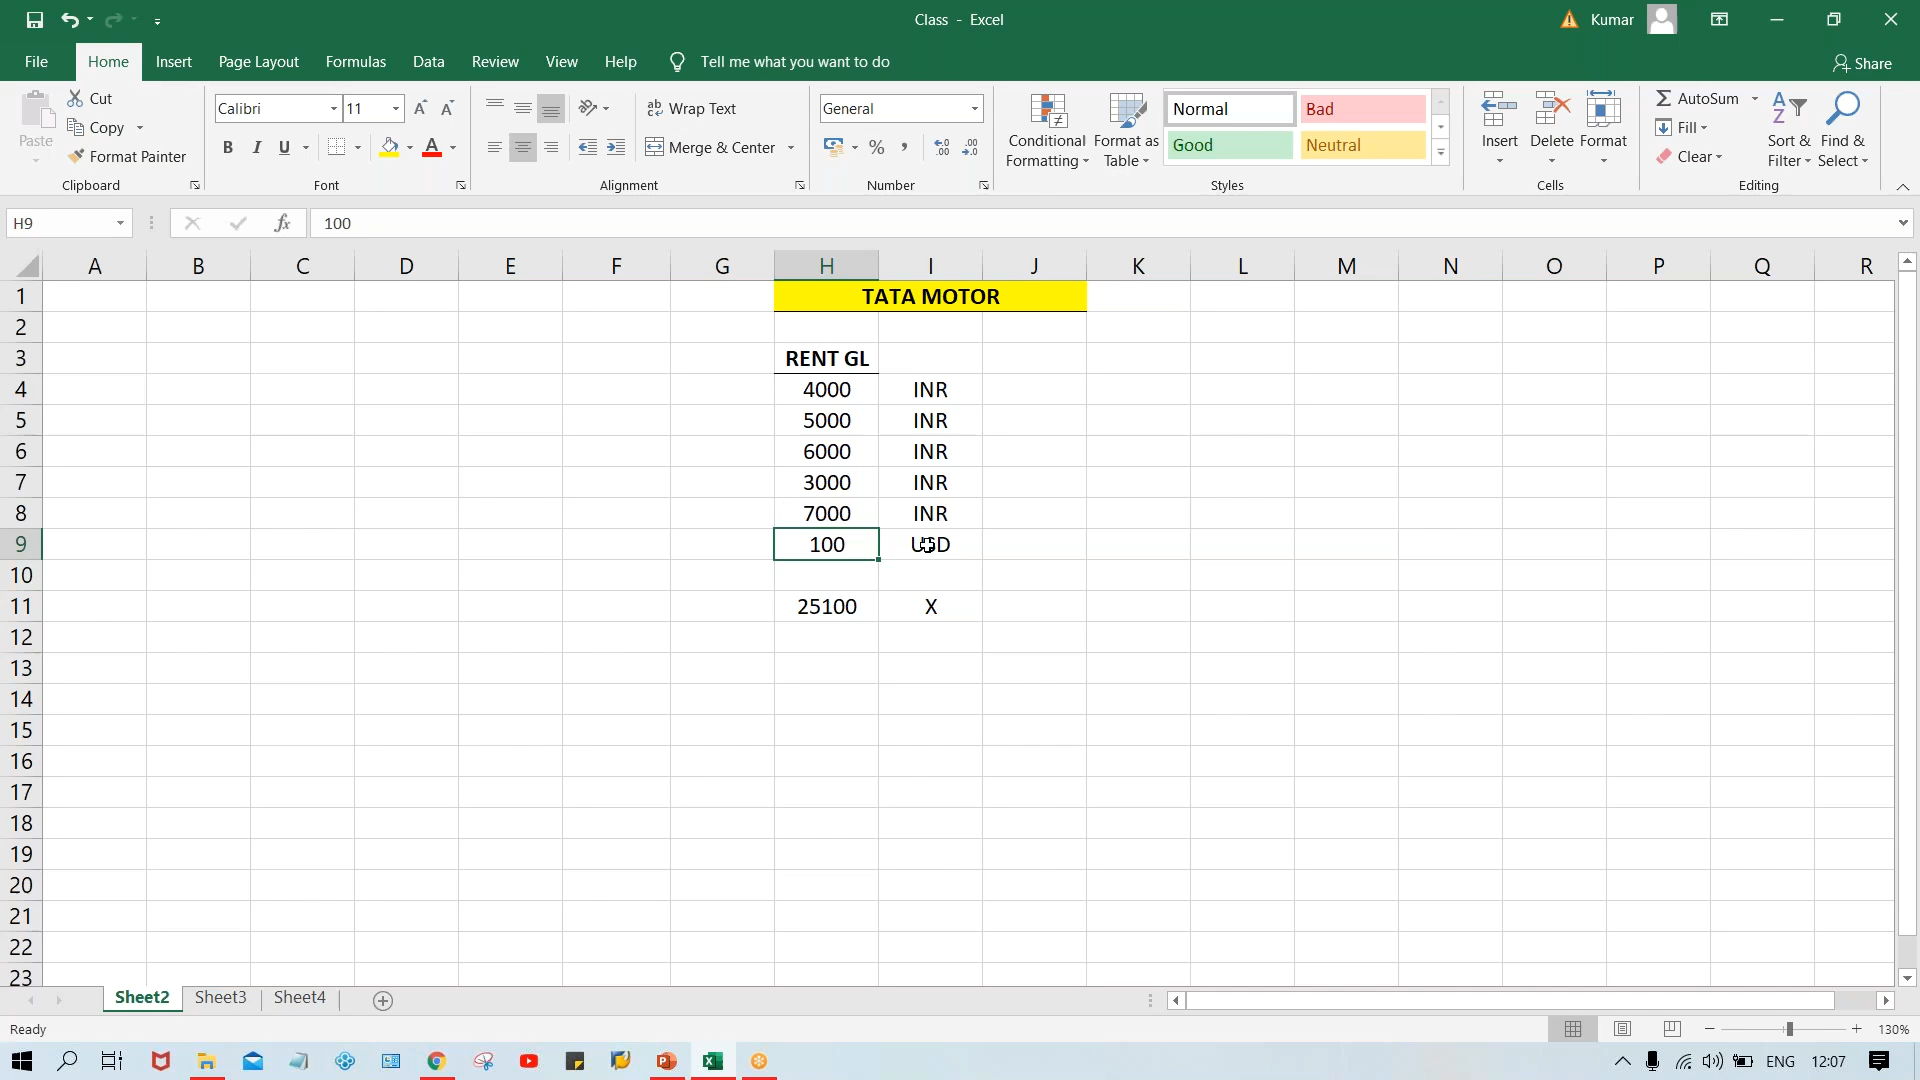 Class - Excel
Kumar
File Home Insert Page Layout Formulas Data Review View Help Tell me what you want to do
Share
Paste
Cut
Copy
Format Painter
Clipboard
Calibri 11
B I U
Font
Wrap Text
Merge & Center
Alignment
General
Number
Conditional Formatting
Format as Table
Normal Bad
Good Neutral
Styles
Insert Delete Format
Cells
AutoSum
Fill
Clear
Sort & Filter
Find & Select
Editing
H9 fx 100
A B C D E F G H I J K L M N O P Q R
1 TATA MOTOR
2
3 RENT GL
4 4000 INR
5 5000 INR
6 6000 INR
7 3000 INR
8 7000 INR
9 100 USD
10
11 25100 X
12
13
14
15
16
17
18
19
20
21
22
23
Sheet2 Sheet3 Sheet4
Ready
130%
ENG 12:07